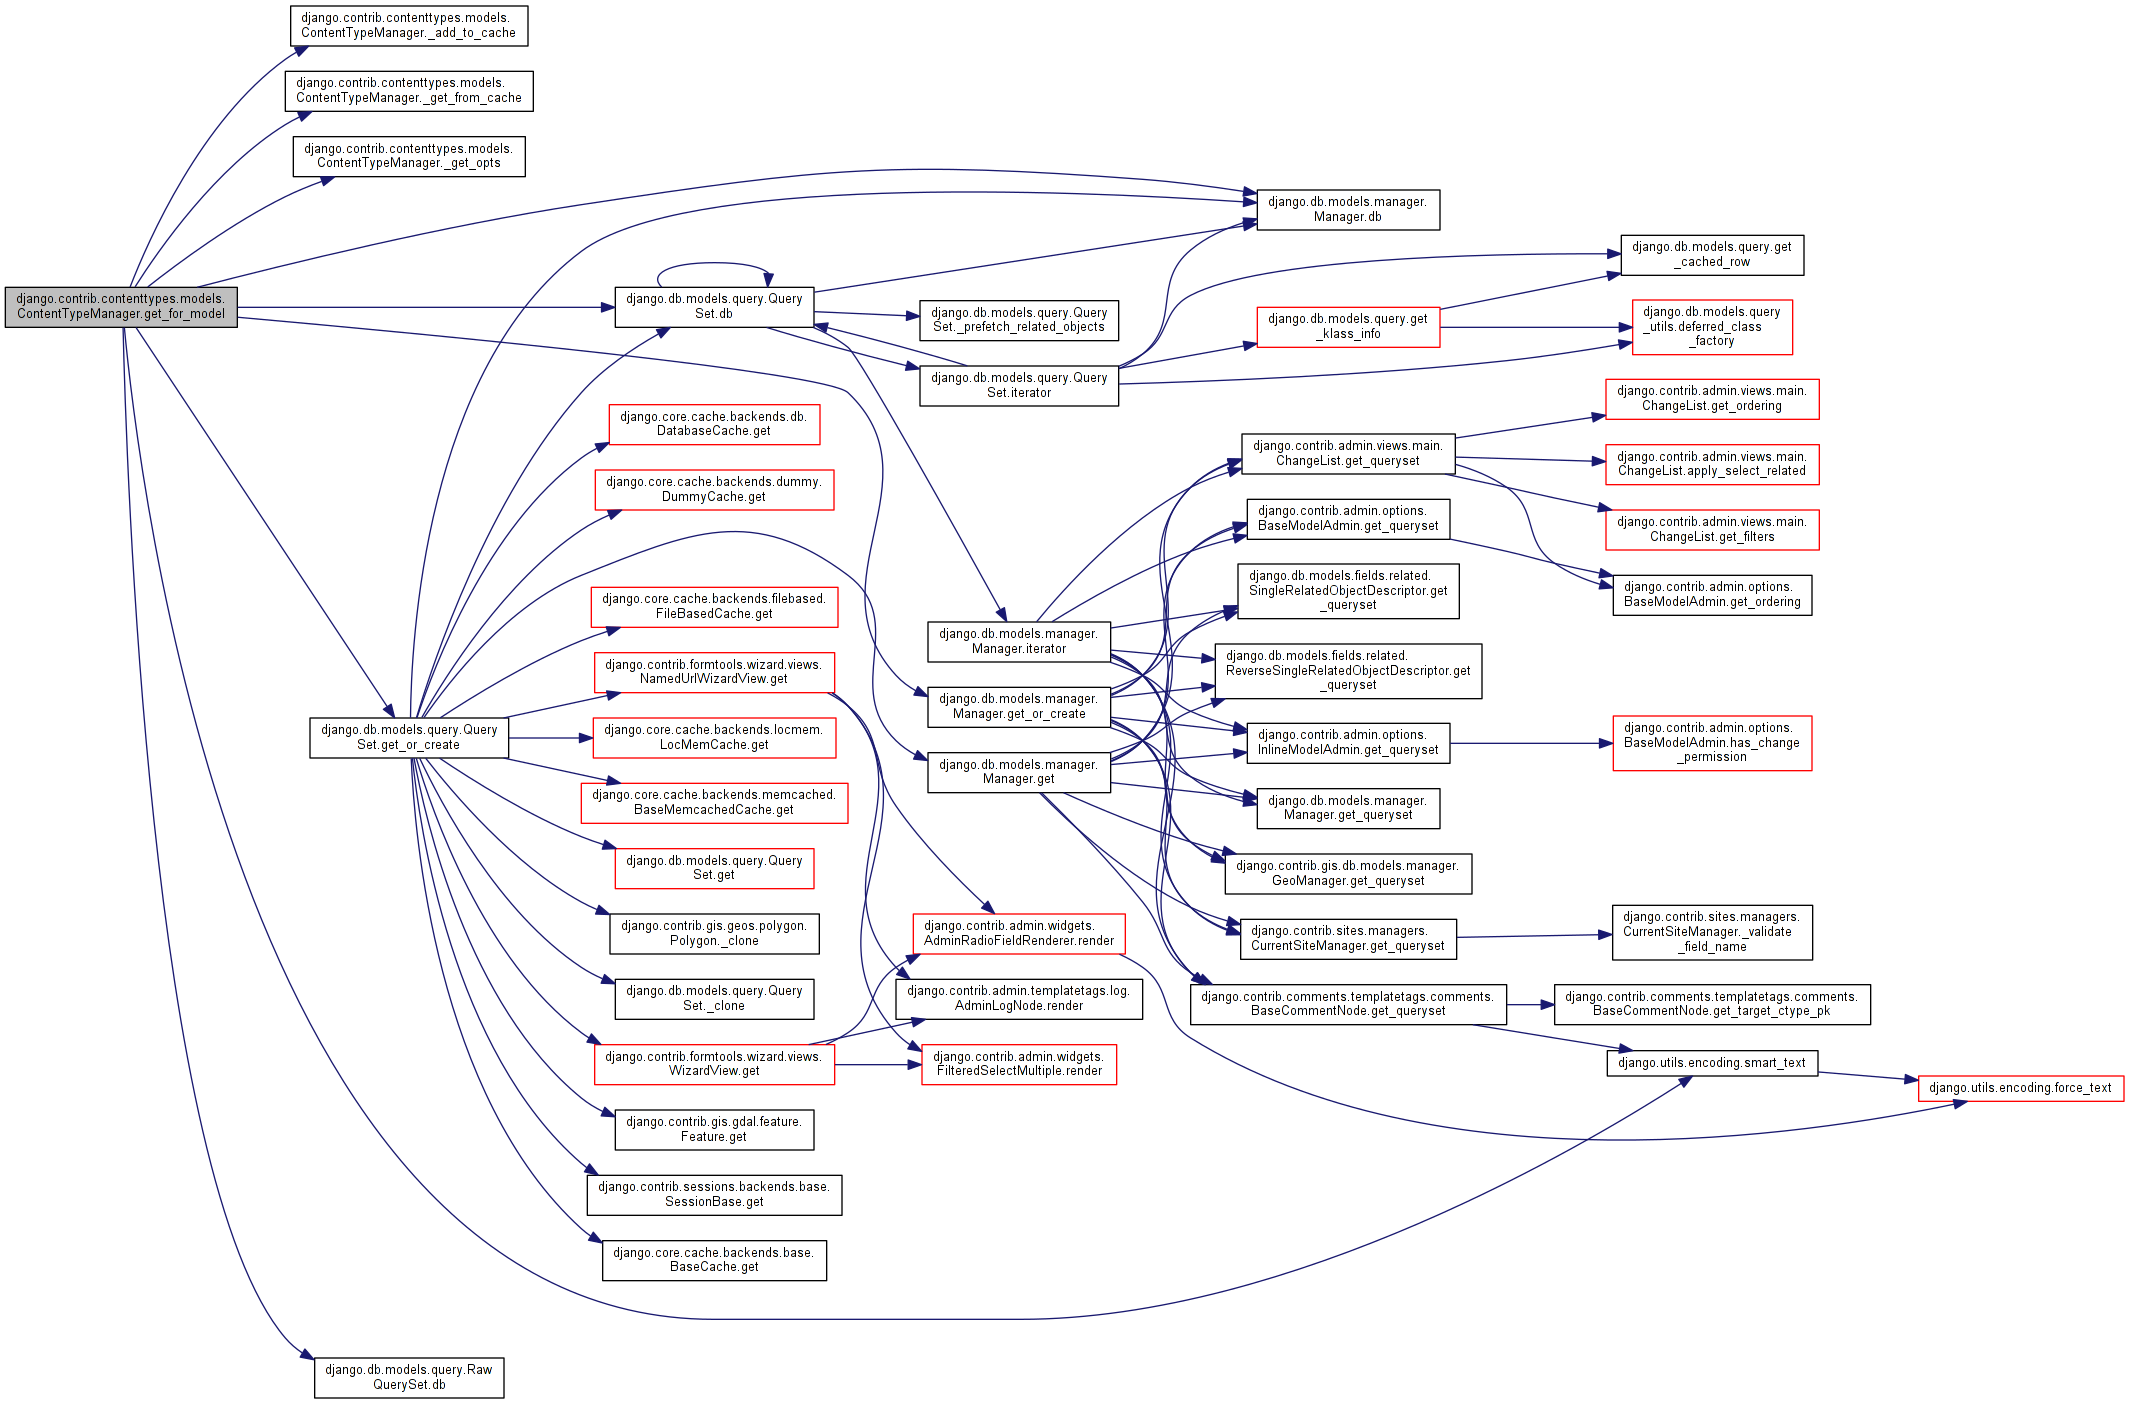 django.contrib.contenttypes.models.
ContentTypeManager._add_to_cache
django.contrib.contenttypes.models.
ContentTypeManager._get_from_cache
django.contrib.contenttypes.models.
ContentTypeManager._get_opts
django.contrib.contenttypes.models.
ContentTypeManager.get_for_model
django.db.models.query.Query
Set.get_or_create
django.db.models.query.Raw
QuerySet.db
django.db.models.query.Query
Set.db
django.core.cache.backends.db.
DatabaseCache.get
django.core.cache.backends.dummy.
DummyCache.get
django.core.cache.backends.filebased.
FileBasedCache.get
django.contrib.formtools.wizard.views.
NamedUrlWizardView.get
django.core.cache.backends.locmem.
LocMemCache.get
django.core.cache.backends.memcached.
BaseMemcachedCache.get
django.db.models.query.Query
Set.get
django.contrib.gis.geos.polygon.
Polygon._clone
django.db.models.query.Query
Set._clone
django.contrib.formtools.wizard.views.
WizardView.get
django.contrib.gis.gdal.feature.
Feature.get
django.contrib.sessions.backends.base.
SessionBase.get
django.core.cache.backends.base.
BaseCache.get
django.db.models.query.Query
Set._prefetch_related_objects
django.db.models.query.Query
Set.iterator
django.db.models.manager.
Manager.iterator
django.db.models.manager.
Manager.get_or_create
django.db.models.manager.
Manager.get
django.contrib.admin.widgets.
AdminRadioFieldRenderer.render
django.contrib.admin.templatetags.log.
AdminLogNode.render
django.contrib.admin.widgets.
FilteredSelectMultiple.render
django.db.models.manager.
Manager.db
django.db.models.query.get
_klass_info
django.contrib.admin.views.main.
ChangeList.get_queryset
django.contrib.admin.options.
BaseModelAdmin.get_queryset
django.db.models.fields.related.
SingleRelatedObjectDescriptor.get
_queryset
django.db.models.fields.related.
ReverseSingleRelatedObjectDescriptor.get
_queryset
django.contrib.admin.options.
InlineModelAdmin.get_queryset
django.db.models.manager.
Manager.get_queryset
django.contrib.gis.db.models.manager.
GeoManager.get_queryset
django.contrib.sites.managers.
CurrentSiteManager.get_queryset
django.contrib.comments.templatetags.comments.
BaseCommentNode.get_queryset
django.db.models.query.get
_cached_row
django.db.models.query
_utils.deferred_class
_factory
django.contrib.admin.views.main.
ChangeList.get_ordering
django.contrib.admin.views.main.
ChangeList.apply_select_related
django.contrib.admin.views.main.
ChangeList.get_filters
django.contrib.admin.options.
BaseModelAdmin.get_ordering
django.contrib.admin.options.
BaseModelAdmin.has_change
_permission
django.contrib.sites.managers.
CurrentSiteManager._validate
_field_name
django.contrib.comments.templatetags.comments.
BaseCommentNode.get_target_ctype_pk
django.utils.encoding.smart_text
django.utils.encoding.force_text